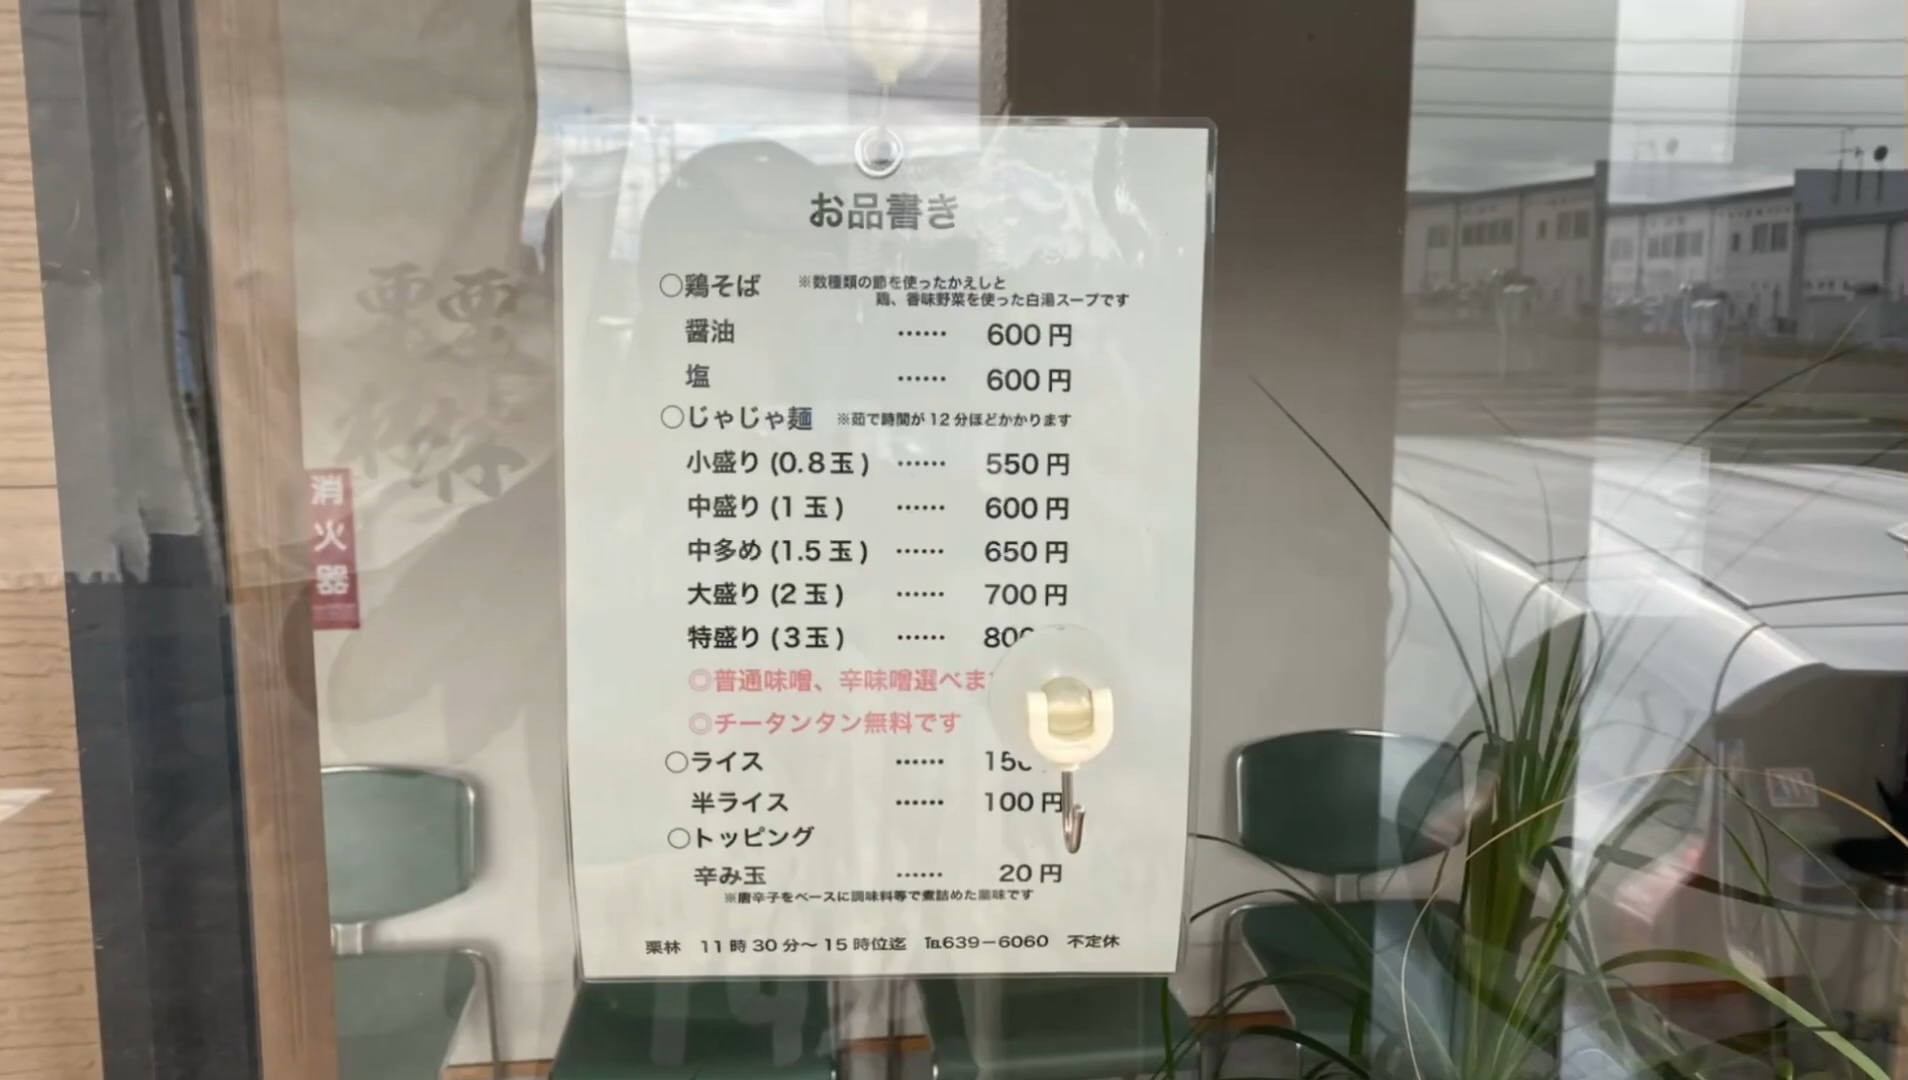 お品書き
○鶏そば ※数種類の節を使ったかえしと
鶏、香味野菜を使った白湯スープです
醤油 …… 600円
塩 …… 600円
○じゃじゃ麺 ※茹で時間が12分ほどかかります
小盛り(0.8玉) …… 550円
中盛り(1玉) …… 600円
中多め(1.5玉) …… 650円
大盛り(2玉) …… 700円
特盛り(3玉) …… 800
◎普通味噌、辛味噌選べま
◎チータンタン無料です
○ライス …… 150
半ライス …… 100円
○トッピング
辛み玉 …… 20円
※唐辛子をベースに調味料等で煮詰めた薬味です
栗林 11時30分～15時位迄 ℡639－6060 不定休
消火器
栗林